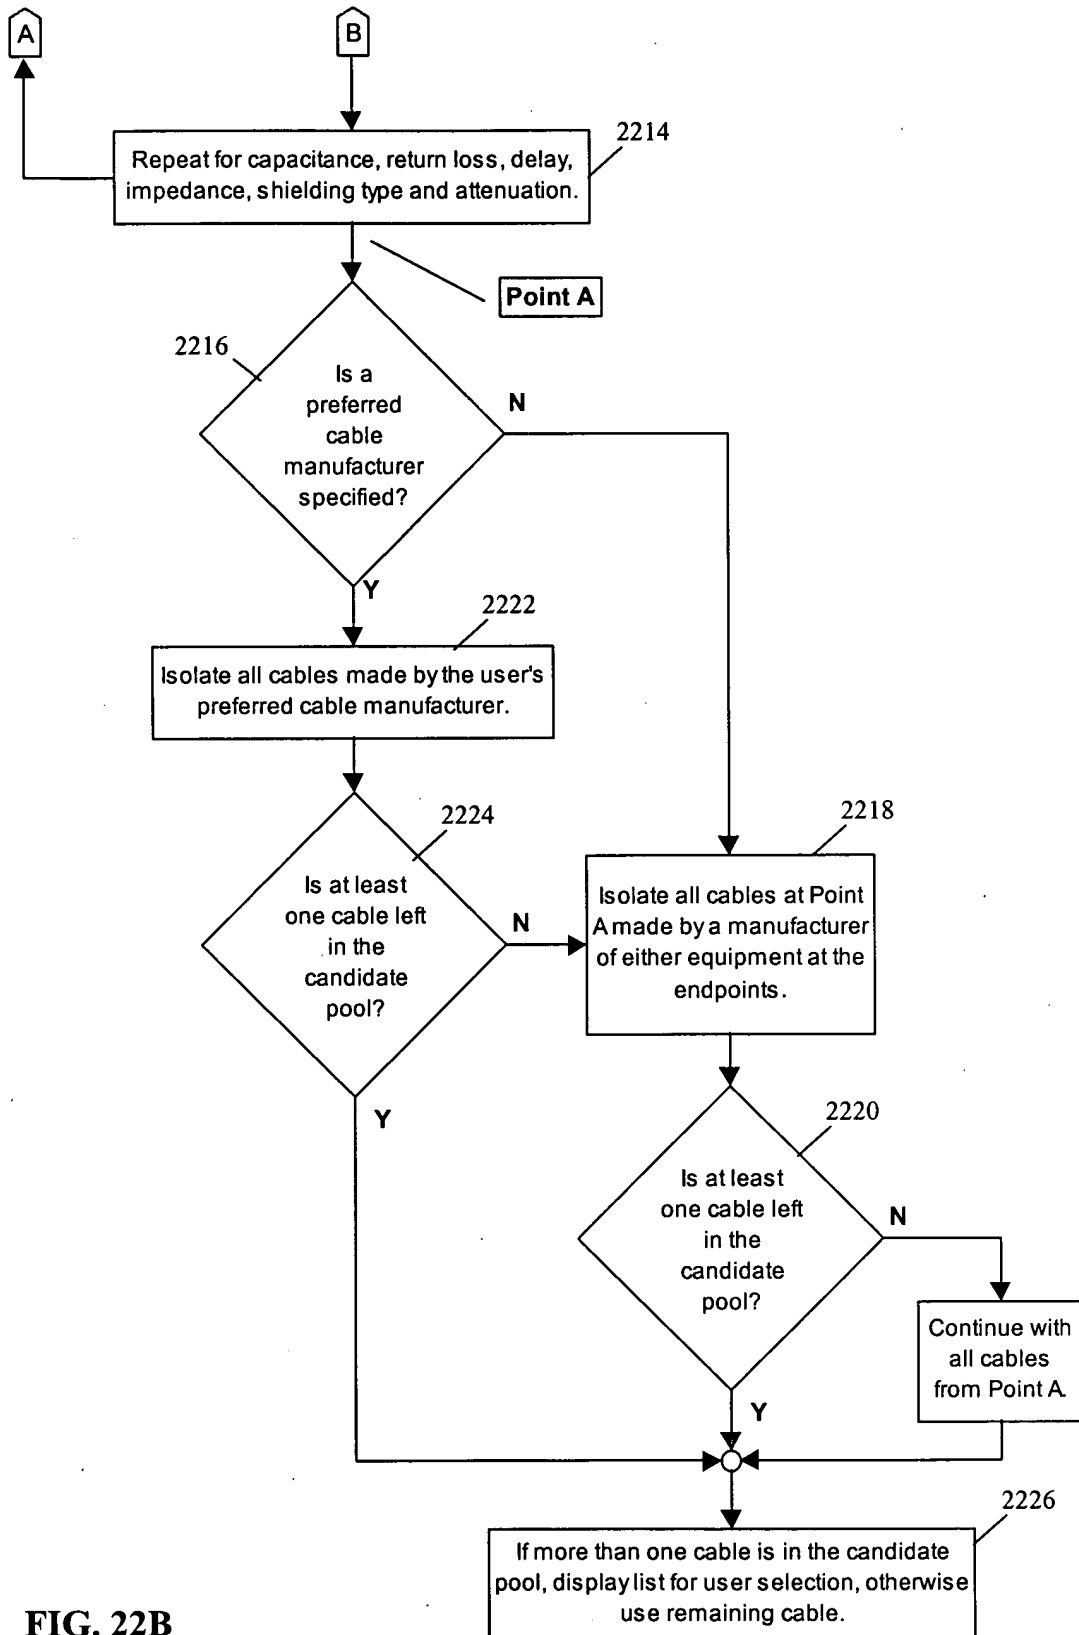 A
B
2214
Repeat for capacitance, return loss, delay,
impedance, shielding type and attenuation.
Point A
2216
Is a
preferred
cable
manufacturer
specified?
N
Y
2222
Isolate all cables made by the user's
preferred cable manufacturer.
2224
Is at least
one cable left
in the
candidate
pool?
N
Y
2218
Isolate all cables at Point
A made by a manufacturer
of either equipment at the
endpoints.
2220
Is at least
one cable left
in the
candidate
pool?
N
Y
Continue with
all cables
from Point A.
2226
If more than one cable is in the candidate
pool, display list for user selection, otherwise
use remaining cable.
FIG. 22B